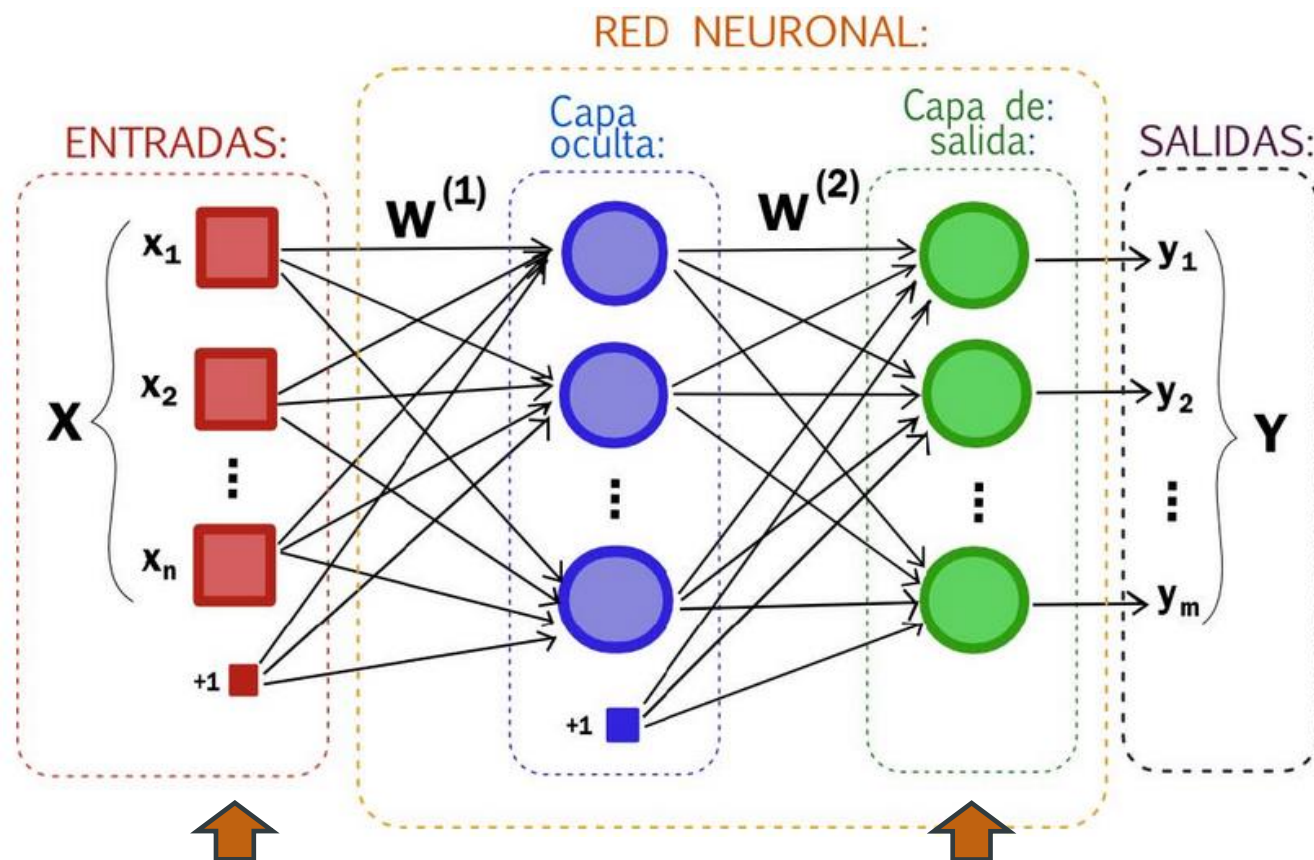 RED NEURONAL:
ENTRADAS:
Capa
oculta:
Capa de:
salida:
SALIDAS:
W(1)
W(2)
X
x1
x2
xn
+1
+1
y1
y2
ym
Y